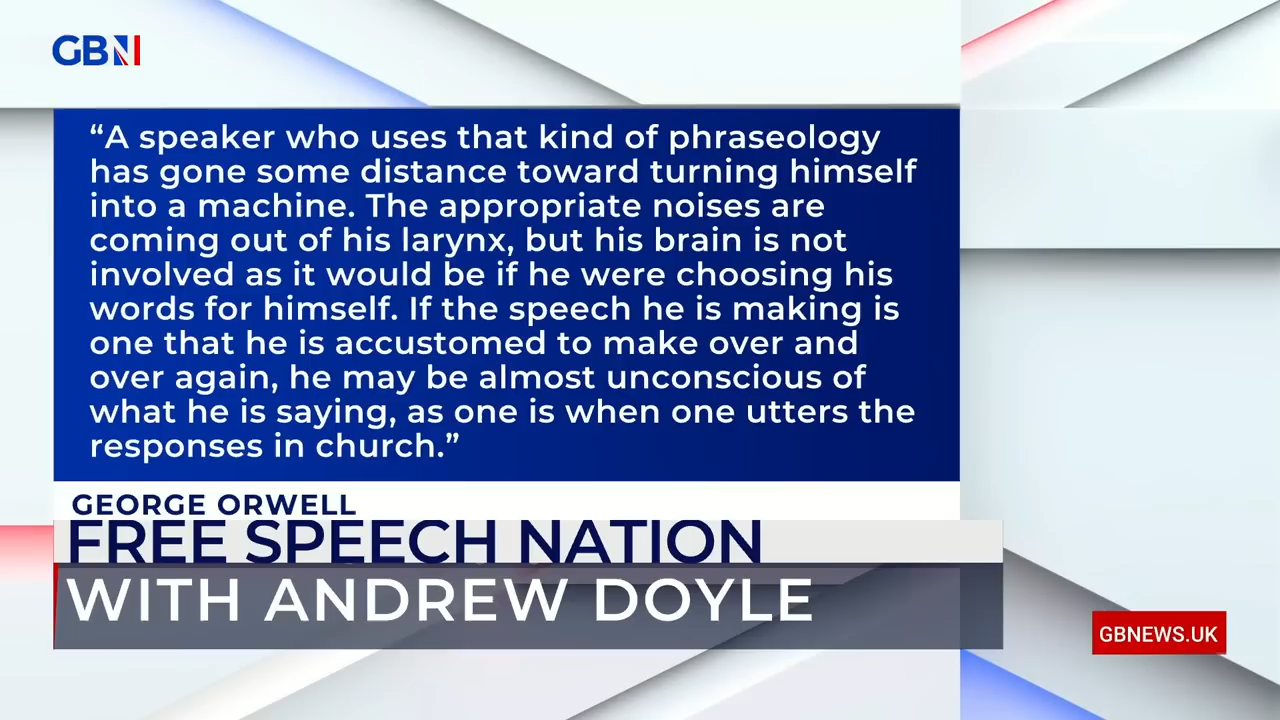 GBN
“A speaker who uses that kind of phraseology
has gone some distance toward turning himself
into a machine. The appropriate noises are
coming out of his larynx, but his brain is not
involved as it would be if he were choosing his
words for himself. If the speech he is making is
one that he is accustomed to make over and
over again, he may be almost unconscious of
what he is saying, as one is when one utters the
responses in church.”
GEORGE ORWELL
FREE SPEECH NATION
WITH ANDREW DOYLE
GBNEWS.UK